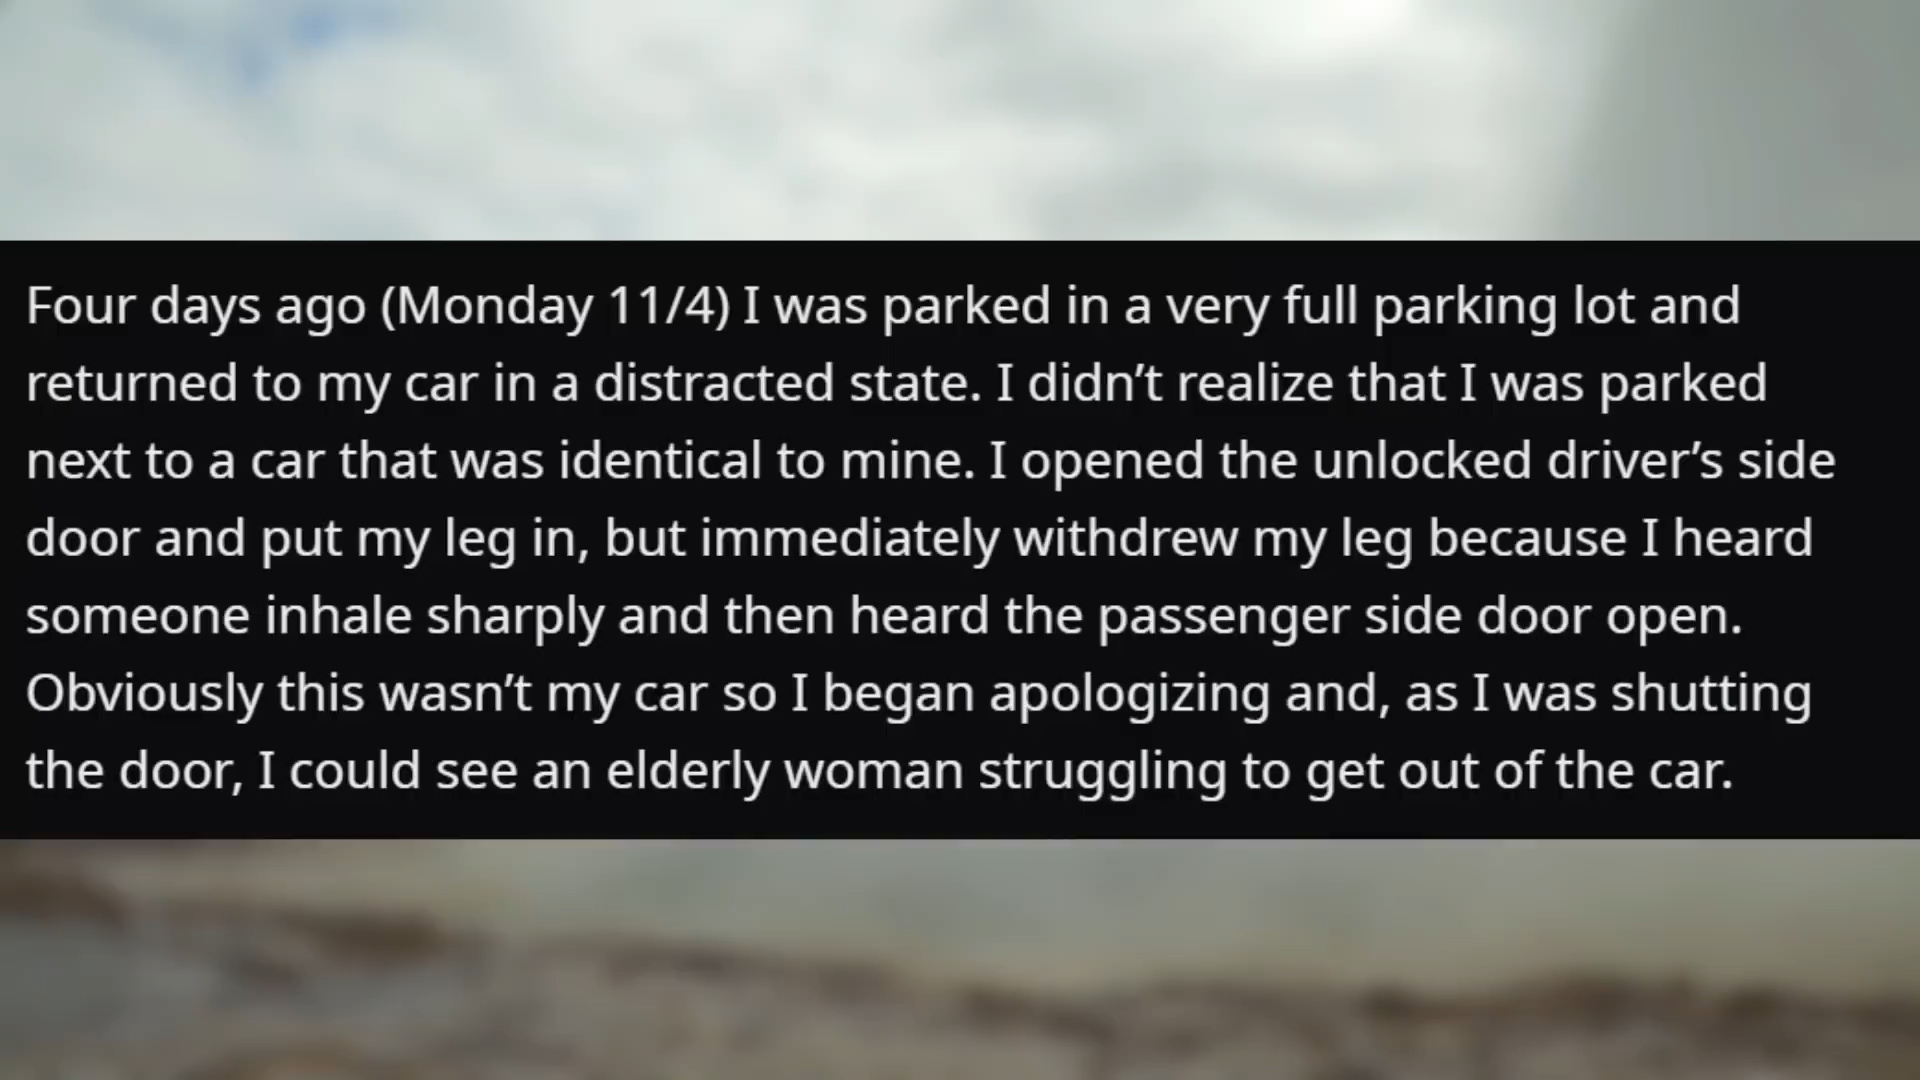 Four days ago (Monday 11/4) I was parked in a very full parking lot and
returned to my car in a distracted state. I didn’t realize that I was parked
next to a car that was identical to mine. I opened the unlocked driver’s side
door and put my leg in, but immediately withdrew my leg because I heard
someone inhale sharply and then heard the passenger side door open.
Obviously this wasn’t my car so I began apologizing and, as I was shutting
the door, I could see an elderly woman struggling to get out of the car.